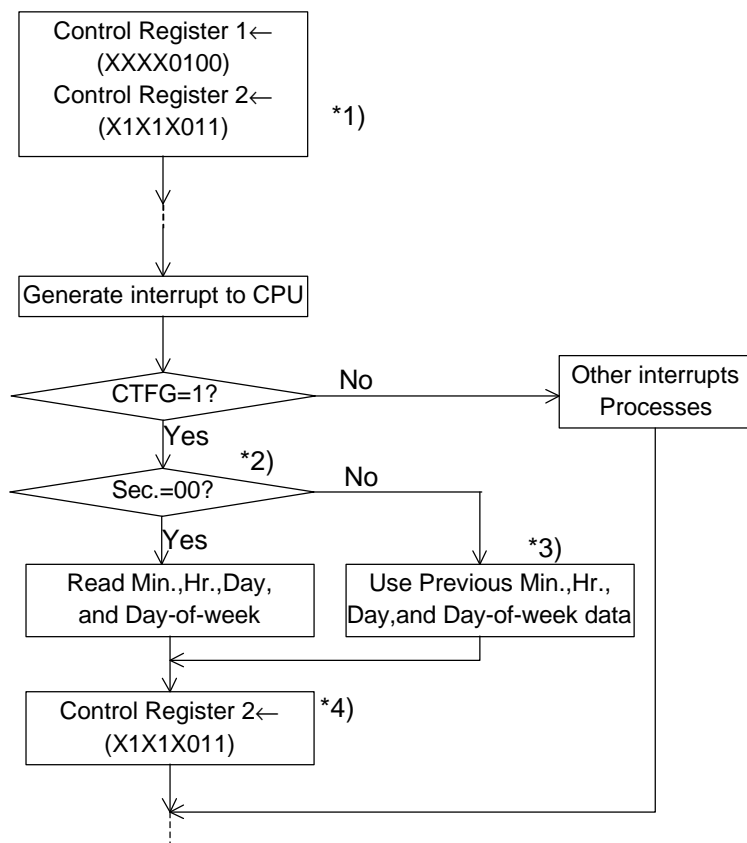 Control Register 1←
(XXXX0100)
Control Register 2←
(X1X1X011)
*1)
Generate interrupt to CPU
CTFG=1?
No
Other interrupts
Processes
Yes
*2)
Sec.=00?
No
Yes
*3)
Read Min.,Hr.,Day,
and Day-of-week
Use Previous Min.,Hr.,
Day,and Day-of-week data
Control Register 2←
(X1X1X011)
*4)